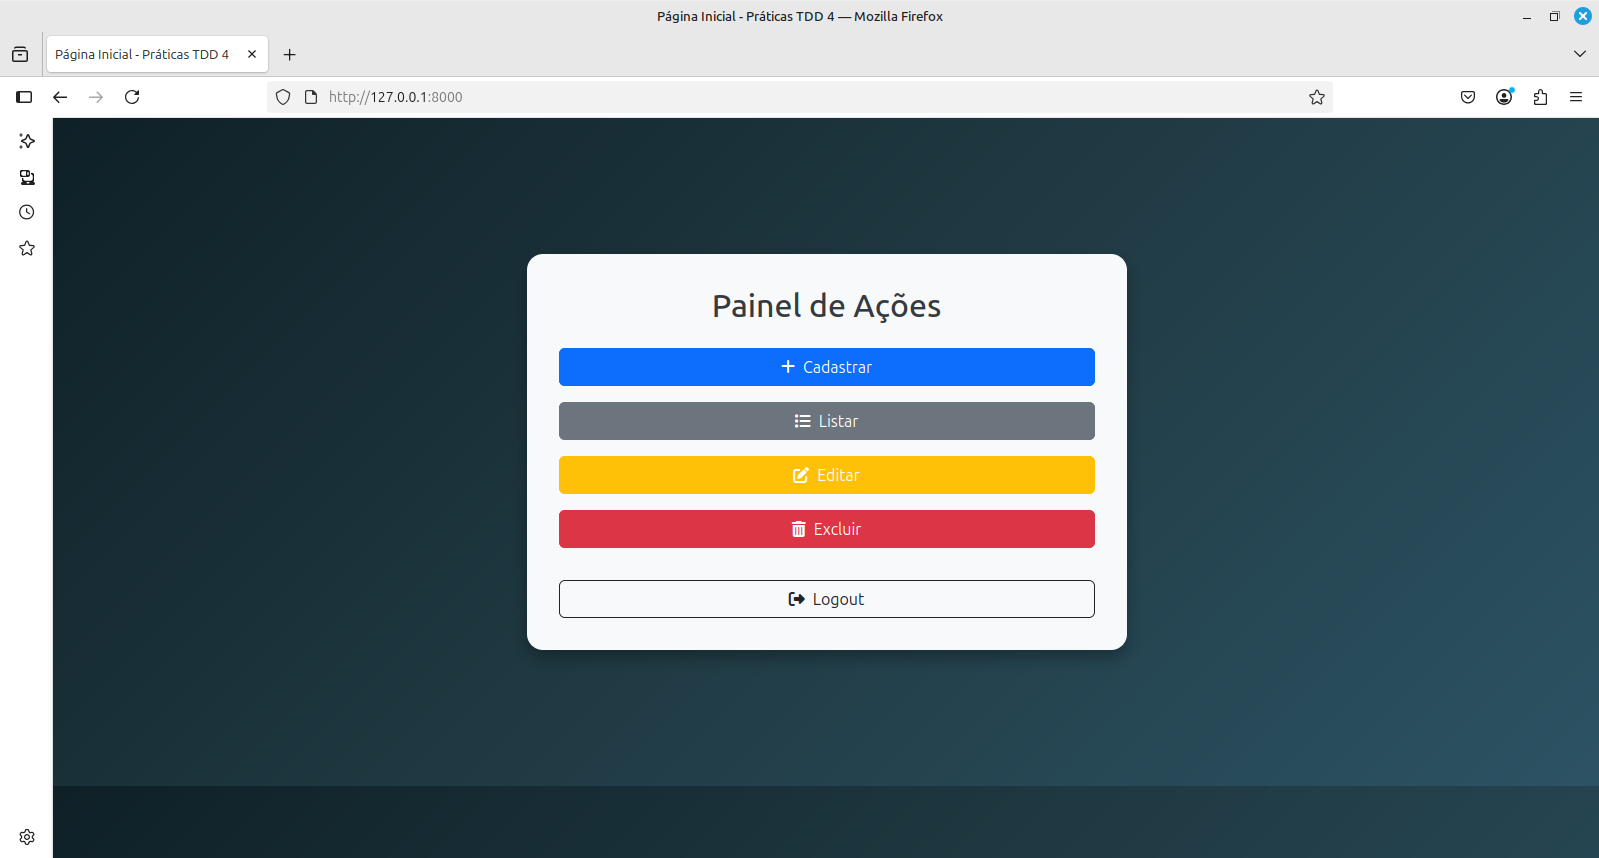 Página Inicial - Práticas TDD 4 — Mozilla Firefox
Página Inicial - Práticas TDD 4
http://127.0.0.1:8000
Painel de Ações
Cadastrar
Listar
Editar
Excluir
Logout